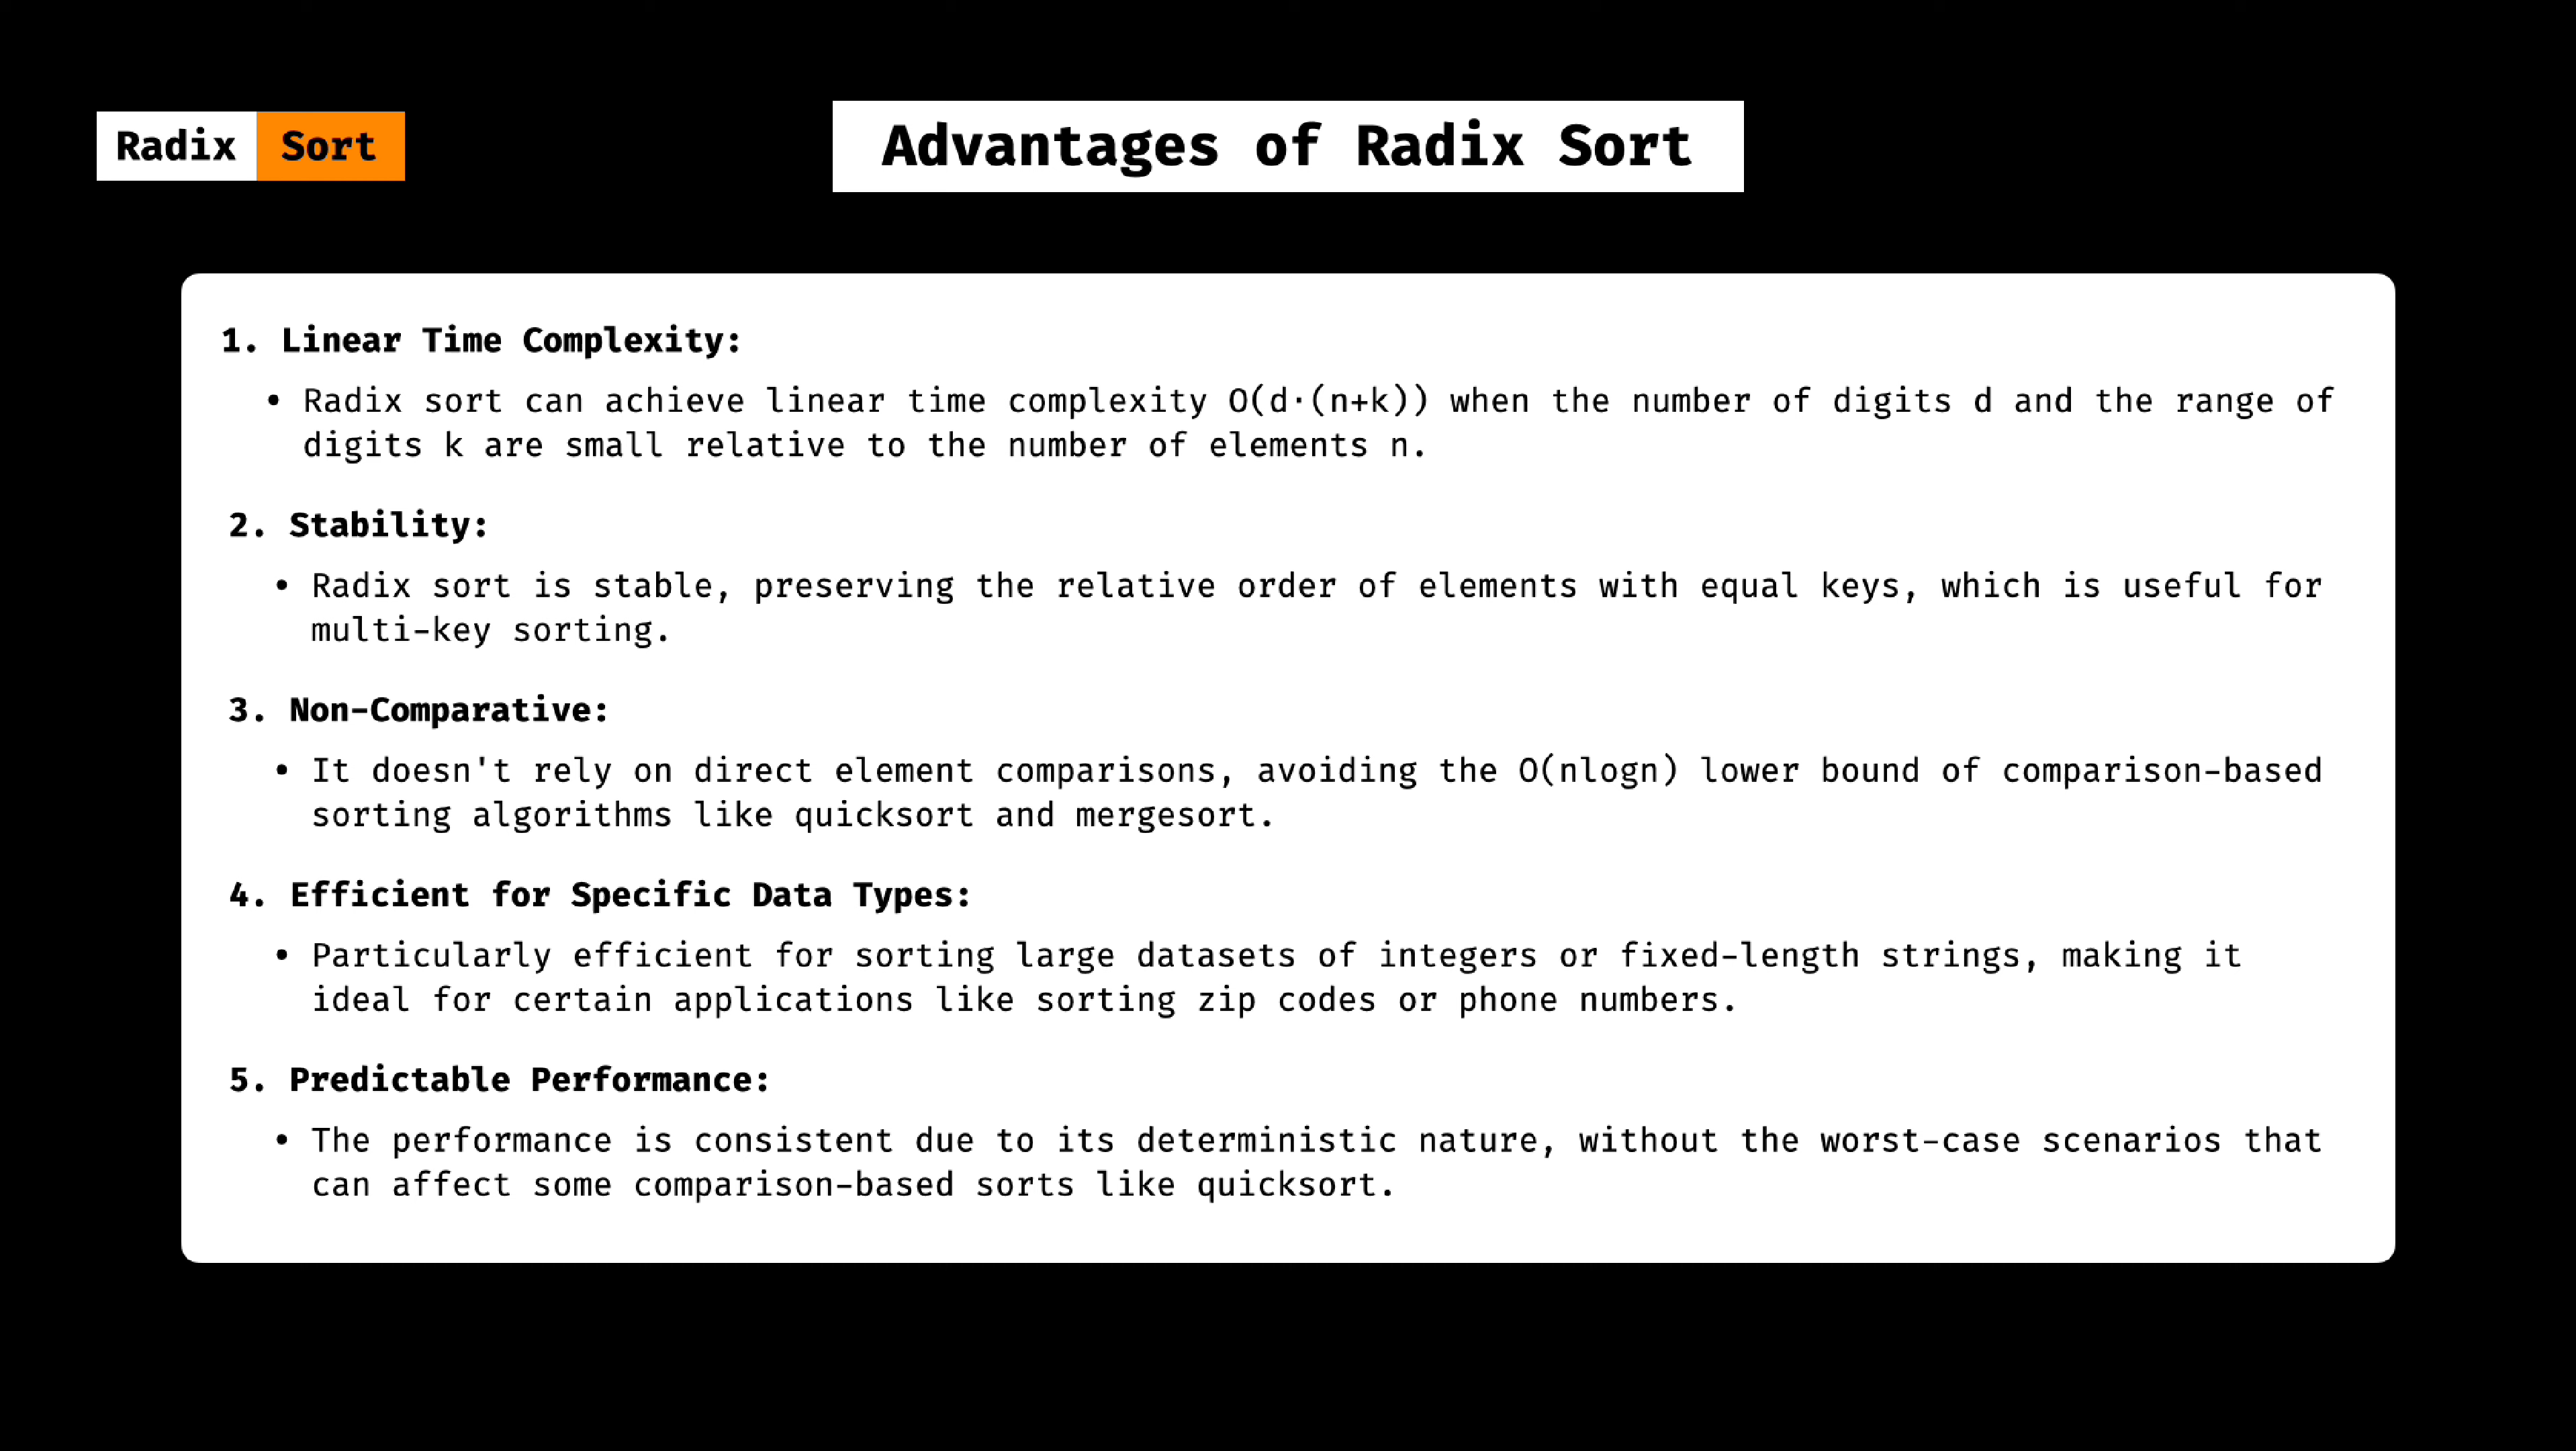 Radix Sort
Advantages of Radix Sort
1. Linear Time Complexity:
• Radix sort can achieve linear time complexity O(d·(n+k)) when the number of digits d and the range of
digits k are small relative to the number of elements n.
2. Stability:
• Radix sort is stable, preserving the relative order of elements with equal keys, which is useful for
multi-key sorting.
3. Non-Comparative:
• It doesn't rely on direct element comparisons, avoiding the O(nlogn) lower bound of comparison-based
sorting algorithms like quicksort and mergesort.
4. Efficient for Specific Data Types:
• Particularly efficient for sorting large datasets of integers or fixed-length strings, making it
ideal for certain applications like sorting zip codes or phone numbers.
5. Predictable Performance:
• The performance is consistent due to its deterministic nature, without the worst-case scenarios that
can affect some comparison-based sorts like quicksort.